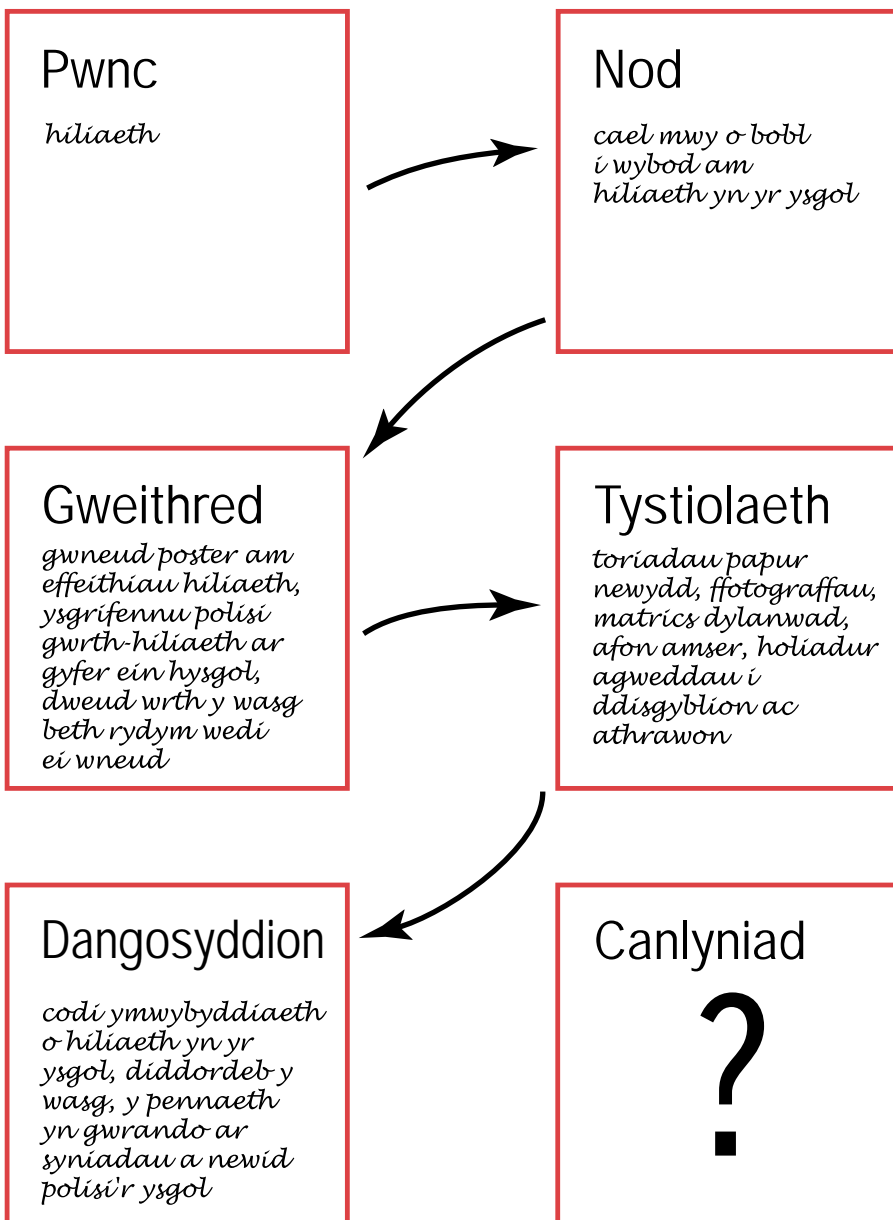 Pwnc
hiliaeth
Nod
cael mwy o bobl
i wybod am
hiliaeth yn yr ysgol
Gweithred
gwneud poster am
effeithiau hiliaeth,
ysgrifennu polisi
gwrth-hiliaeth ar
gyfer ein hysgol,
dweud wrth y wasg
beth rydym wedi
ei wneud
Tystiolaeth
toriadau papur
newydd, ffotograffau,
matrics dylanwad,
afon amser, holiadur
agweddau i
ddisgyblion ac
athrawon
Dangosyddion
codi ymwybyddiaeth
o hiliaeth yn yr
ysgol, diddordeb y
wasg, y pennaeth
yn gwrando ar
syniadau a newid
polisi'r ysgol
Canlyniad
?